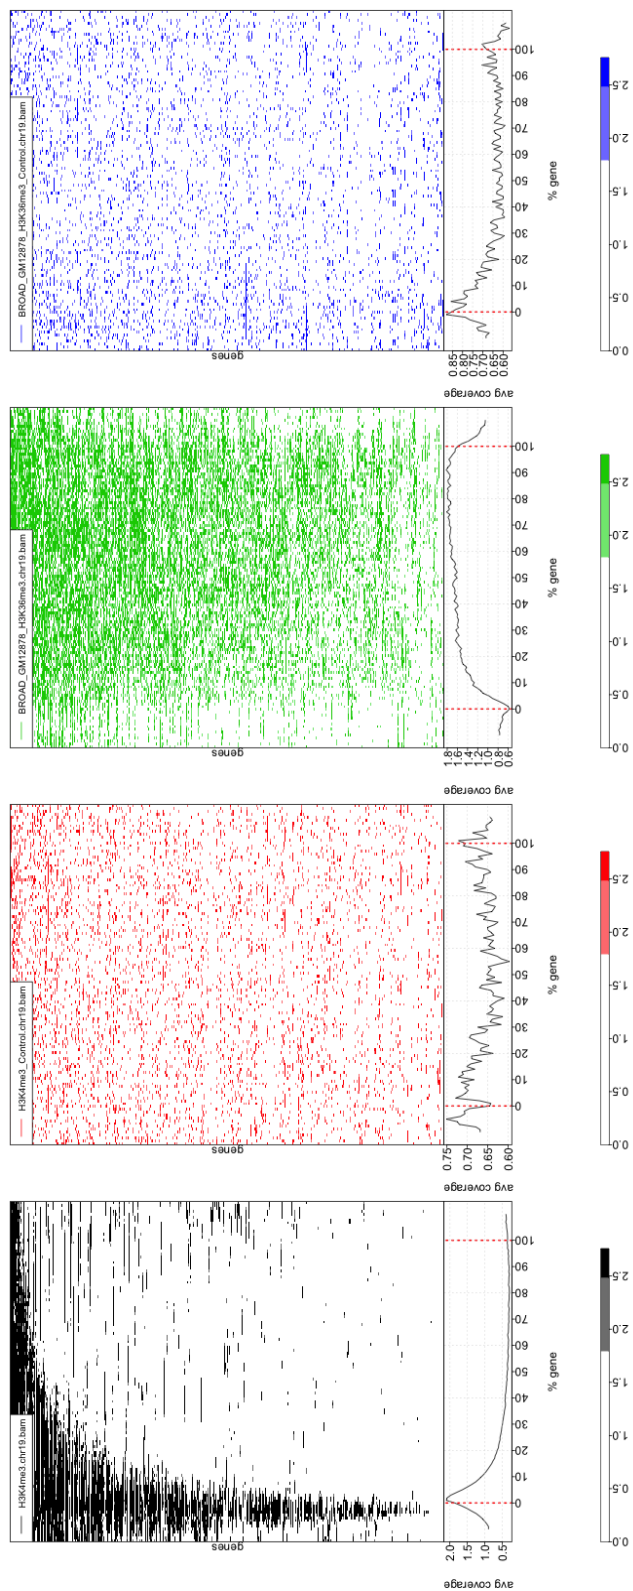 H3K4me3.chr19.bam
genes
avg coverage
2.0
1.5
1.0
0.5
0 10 20 30 40 50 60 70 80 90 100
% gene
0.0 0.5 1.0 1.5 2.0 2.5
H3K4me3_Control.chr19.bam
genes
avg coverage
0.75
0.70
0.65
0.60
0 10 20 30 40 50 60 70 80 90 100
% gene
0.0 0.5 1.0 1.5 2.0 2.5
BROAD_GM12878_H3K36me3.chr19.bam
genes
avg coverage
1.8
1.6
1.4
1.2
1.0
0.8
0.6
0 10 20 30 40 50 60 70 80 90 100
% gene
0.0 0.5 1.0 1.5 2.0 2.5
BROAD_GM12878_H3K36me3_Control.chr19.bam
genes
avg coverage
0.85
0.80
0.75
0.70
0.65
0.60
0 10 20 30 40 50 60 70 80 90 100
% gene
0.0 0.5 1.0 1.5 2.0 2.5